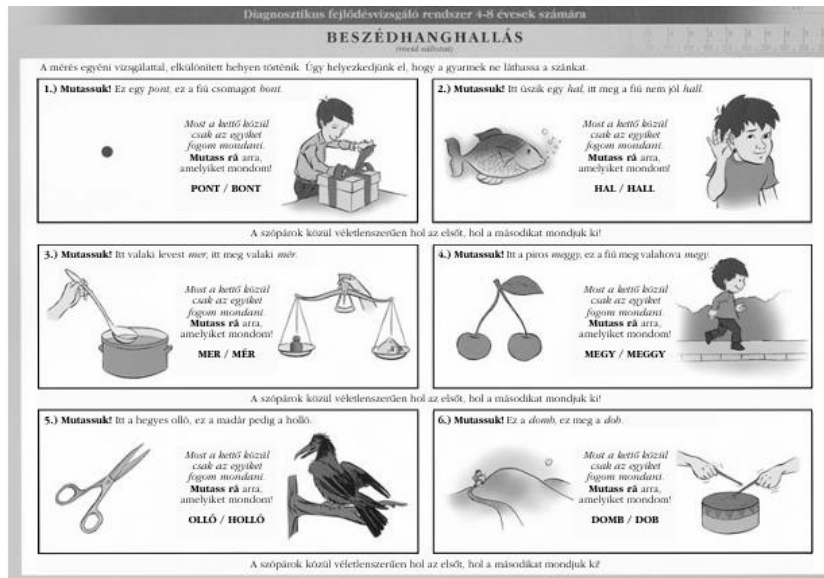 Diagnosztikus fejlődésvizsgáló rendszer 4-8 évesek számára
BESZÉDHANGHALLÁS
(rövid változat)
A mérés egyéni vizsgálattal, elkülönített helyen történik. Úgy helyezkedjünk el, hogy a gyarmek ne láthassa a szánkat.
1.) Mutassuk! Ez egy pont, ez a fiú csomagot bont.
Most a kettő közül
csak az egyiket
fogom mondani.
Mutass rá arra,
amelyiket mondom!
PONT / BONT
2.) Mutassuk! Itt úszik egy hal, itt meg a fiú nem jól hall.
Most a kettő közül
csak az egyiket
fogom mondani.
Mutass rá arra,
amelyiket mondom!
HAL / HALL
A szópárok közül véletlenszerűen hol az elsőt, hol a másodikat mondjuk ki!
3.) Mutassuk! Itt valaki levest mer, itt meg valaki mér.
Most a kettő közül
csak az egyiket
fogom mondani.
Mutass rá arra,
amelyiket mondom!
MER / MÉR
4.) Mutassuk! Itt a piros meggy, ez a fiú meg valahova megy.
Most a kettő közül
csak az egyiket
fogom mondani.
Mutass rá arra,
amelyiket mondom!
MEGY / MEGGY
A szópárok közül véletlenszerűen hol az elsőt, hol a másodikat mondjuk ki!
5.) Mutassuk! Itt a hegyes olló, ez a madár pedig a holló.
Most a kettő közül
csak az egyiket
fogom mondani.
Mutass rá arra,
amelyiket mondom!
OLLÓ / HOLLÓ
6.) Mutassuk! Ez a domb, ez meg a dob.
Most a kettő közül
csak az egyiket
fogom mondani.
Mutass rá arra,
amelyiket mondom!
DOMB / DOB
A szópárok közül véletlenszerűen hol az elsőt, hol a másodikat mondjuk ki!